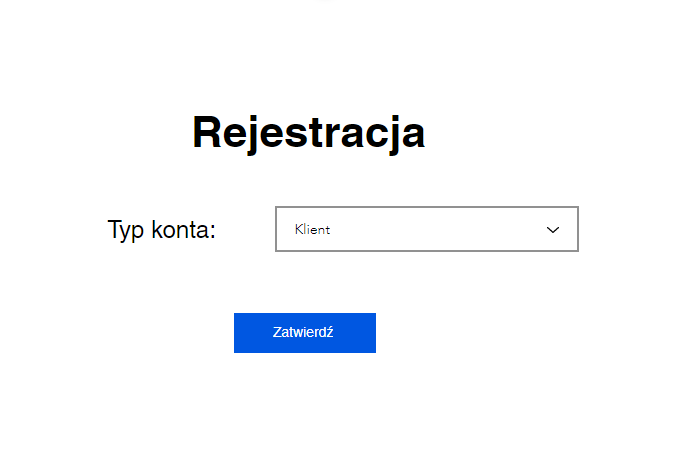 Rejestracja
Typ konta:
Klient
Zatwierdź